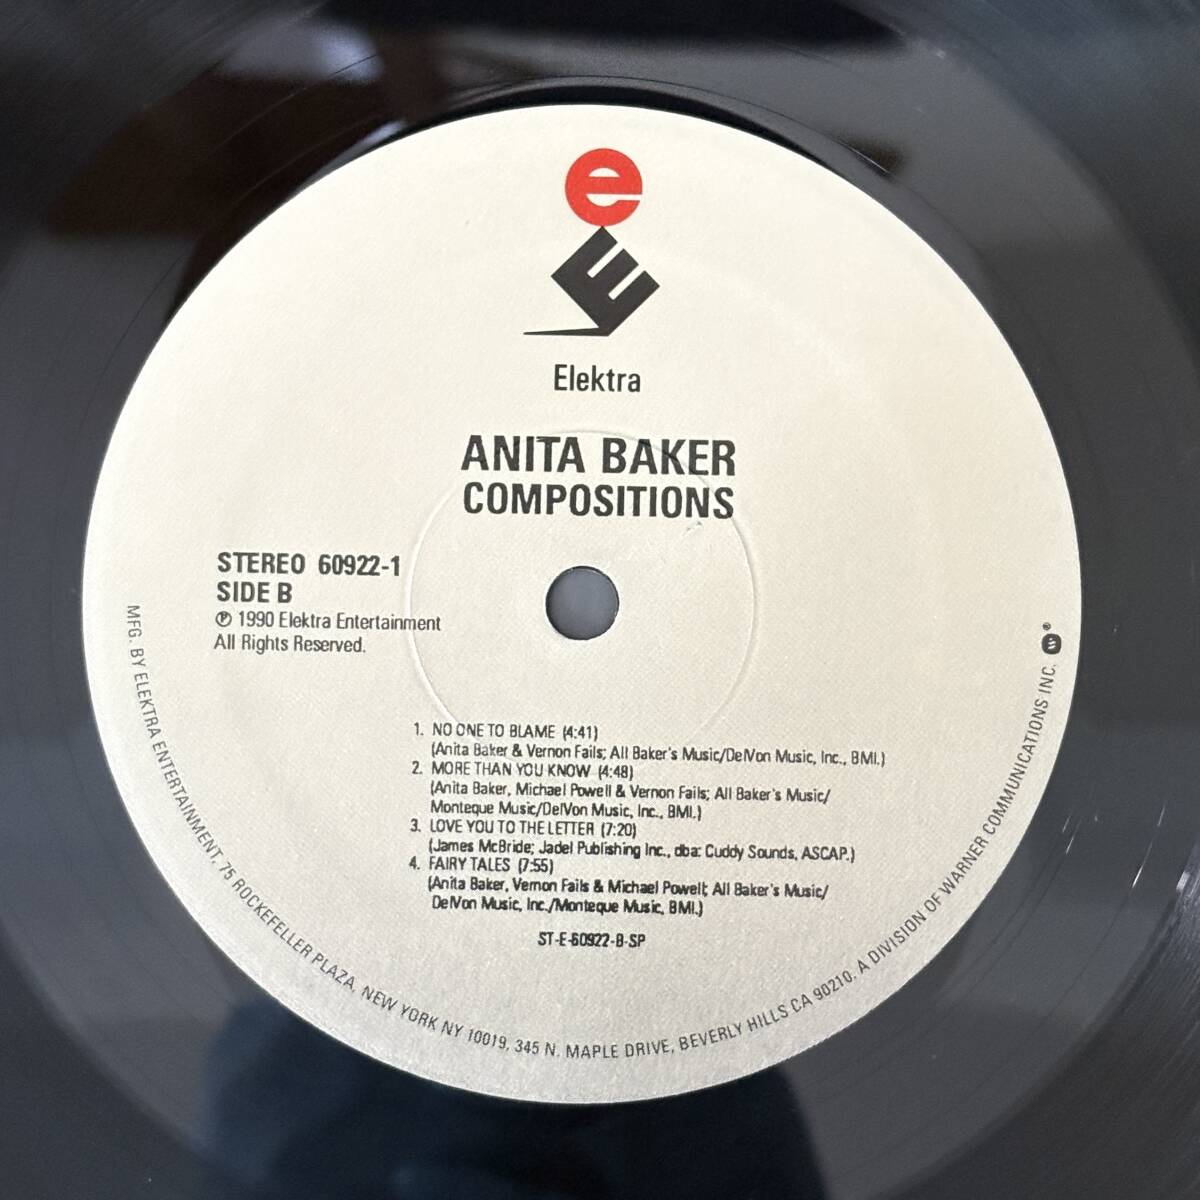 e
E
Elektra
ANITA BAKER
COMPOSITIONS
STEREO 60922-1
SIDE B
℗ 1990 Elektra Entertainment
All Rights Reserved.
1. NO ONE TO BLAME (4:41)
(Anita Baker & Vernon Fails; All Baker's Music/DelVon Music, Inc., BMI.)
2. MORE THAN YOU KNOW (4:48)
(Anita Baker, Michael Powell & Vernon Fails; All Baker's Music/
Monteque Music/DelVon Music, Inc., BMI.)
3. LOVE YOU TO THE LETTER (7:20)
(James McBride; Jadel Publishing Inc., dba: Cuddy Sounds, ASCAP.)
4. FAIRY TALES (7:55)
(Anita Baker, Vernon Fails & Michael Powell; All Baker's Music/
DelVon Music, Inc./Monteque Music, BMI.)
ST-E-60922-B-SP
MFG. BY ELEKTRA ENTERTAINMENT, 75 ROCKEFELLER PLAZA, NEW YORK NY 10019, 345 N. MAPLE DRIVE, BEVERLY HILLS CA 90210. A DIVISION OF WARNER COMMUNICATIONS INC. ®